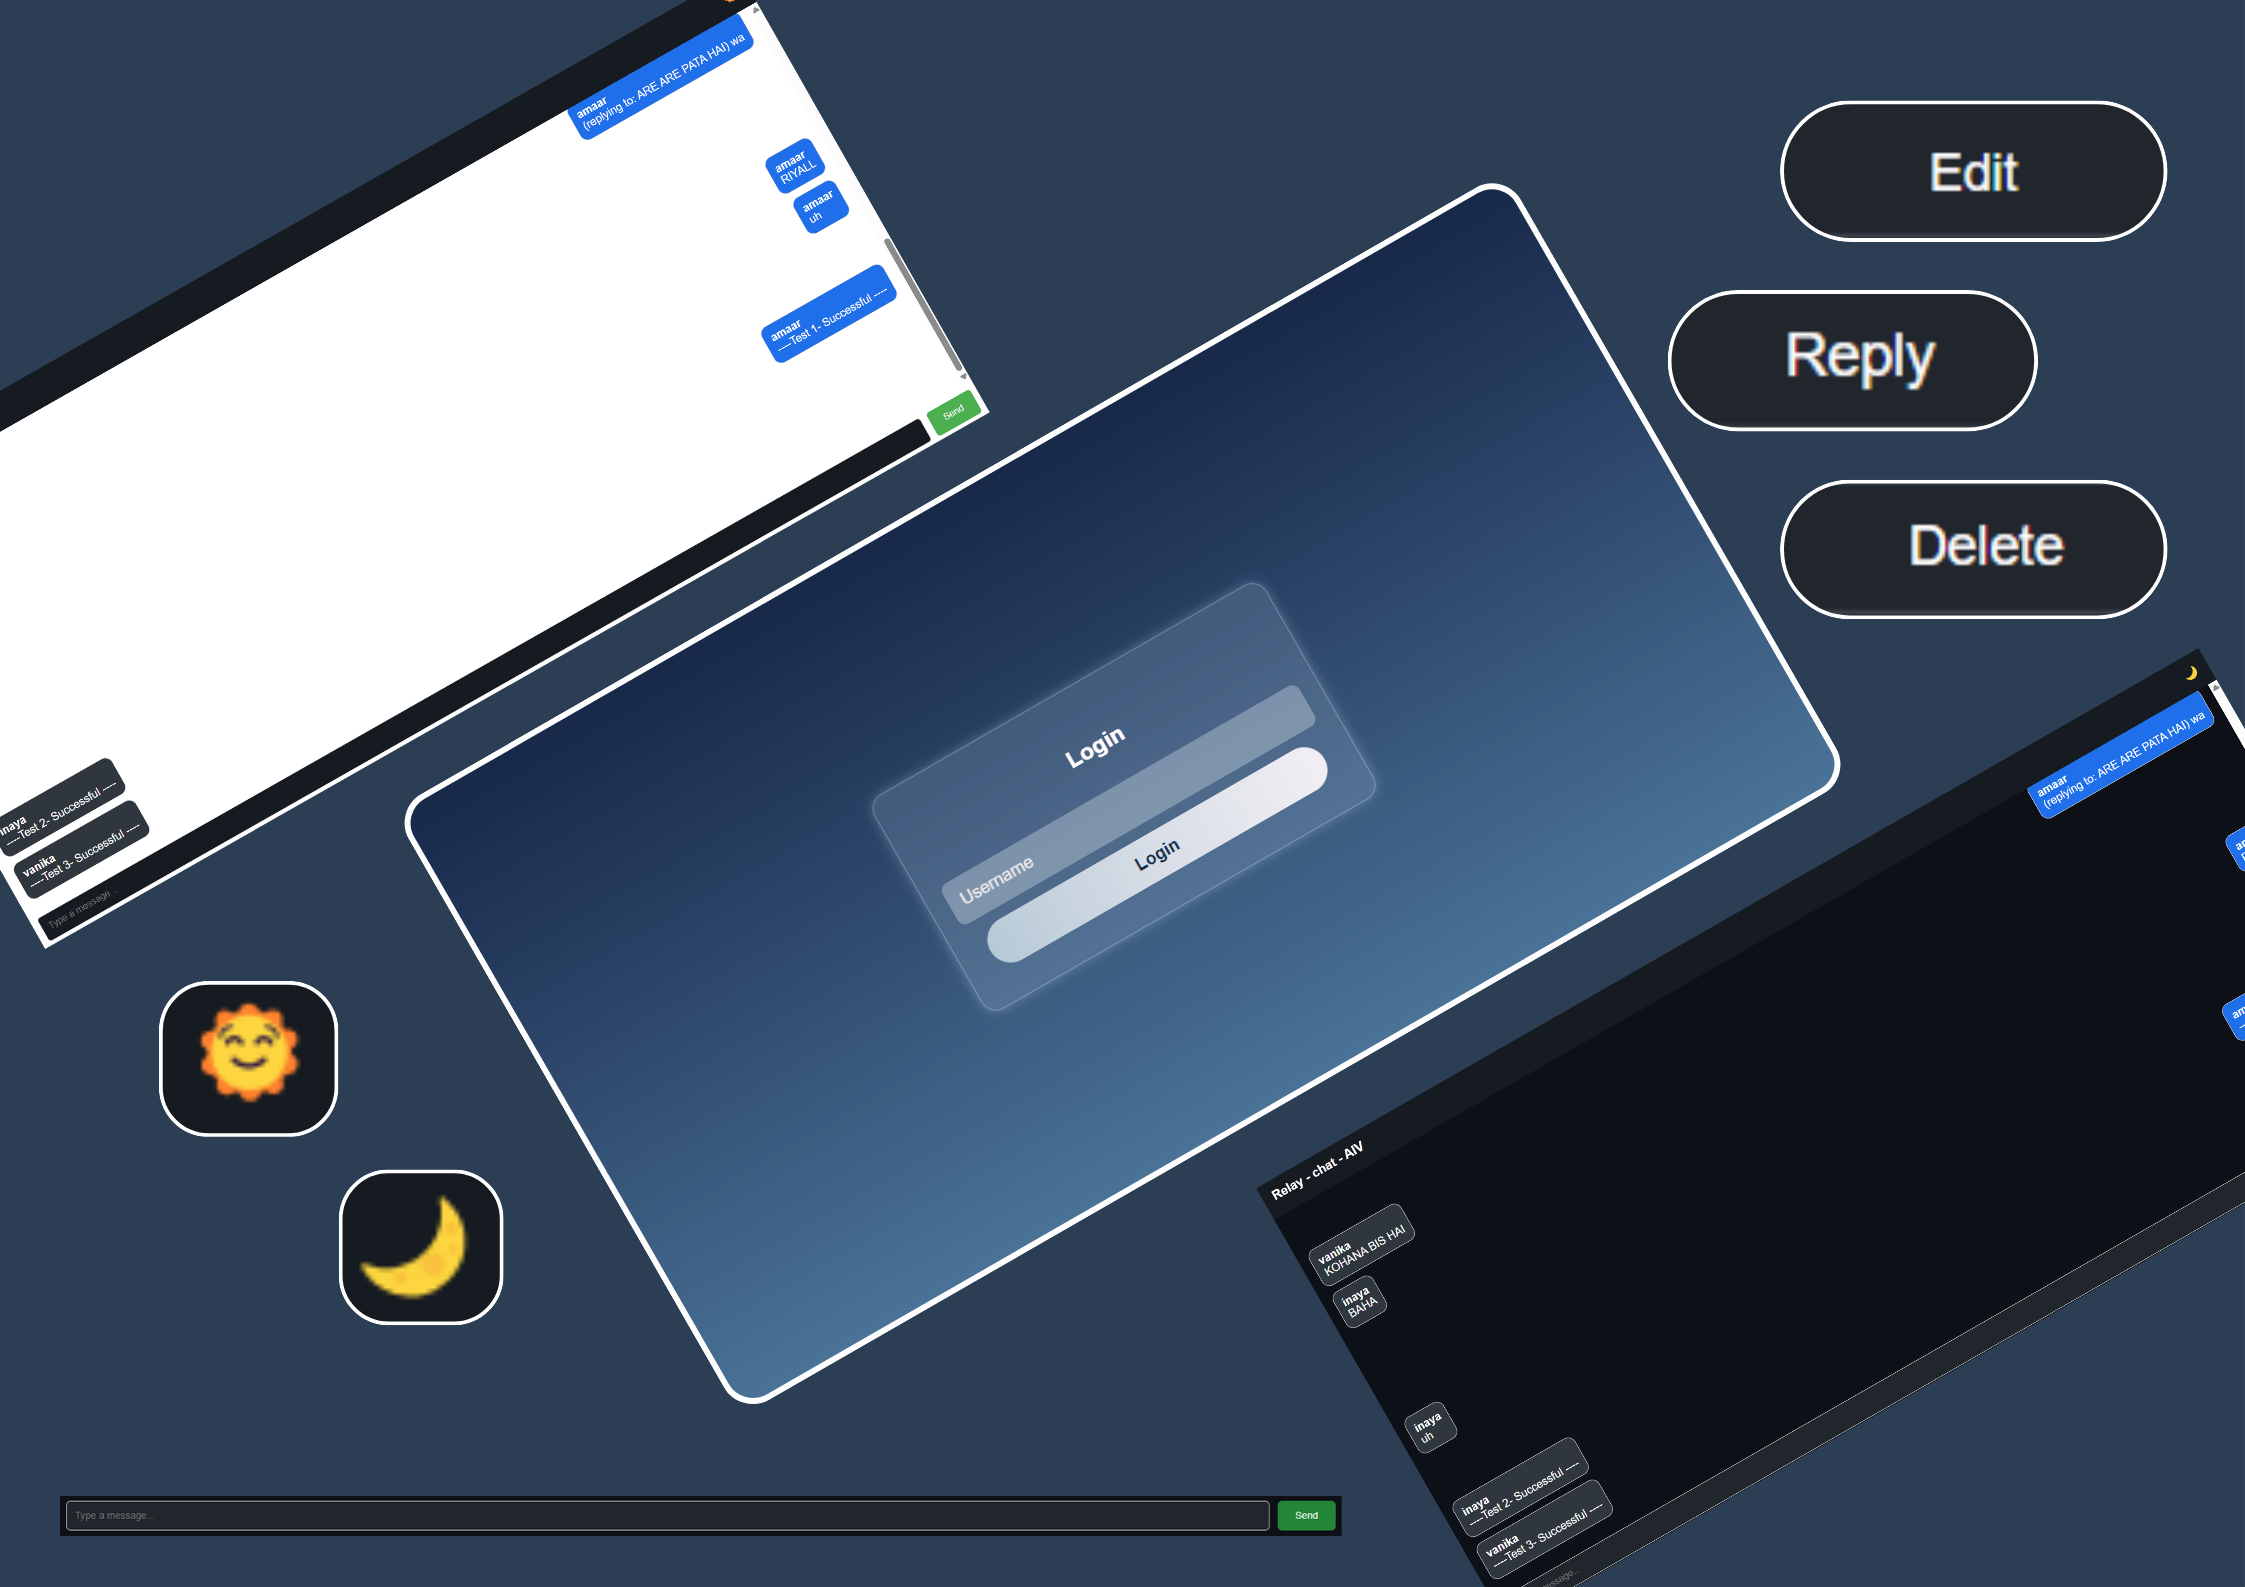 amaar
(replying to: ARE ARE PATA HAI) wa
amaar
RIYALL
amaar
uh
amaar
----Test 1- Successful ----
inaya
----Test 2- Successful ----
vanika
----Test 3- Successful ----
Type a message...
Send
Edit
Reply
Delete
Login
Username
Login
Relay - chat - AIV
amaar
(replying to: ARE ARE PATA HAI) wa
vanika
KOHANA BIS HAI
inaya
BAHA
inaya
uh
inaya
----Test 2- Successful ----
vanika
----Test 3- Successful ----
Type a message...
Send